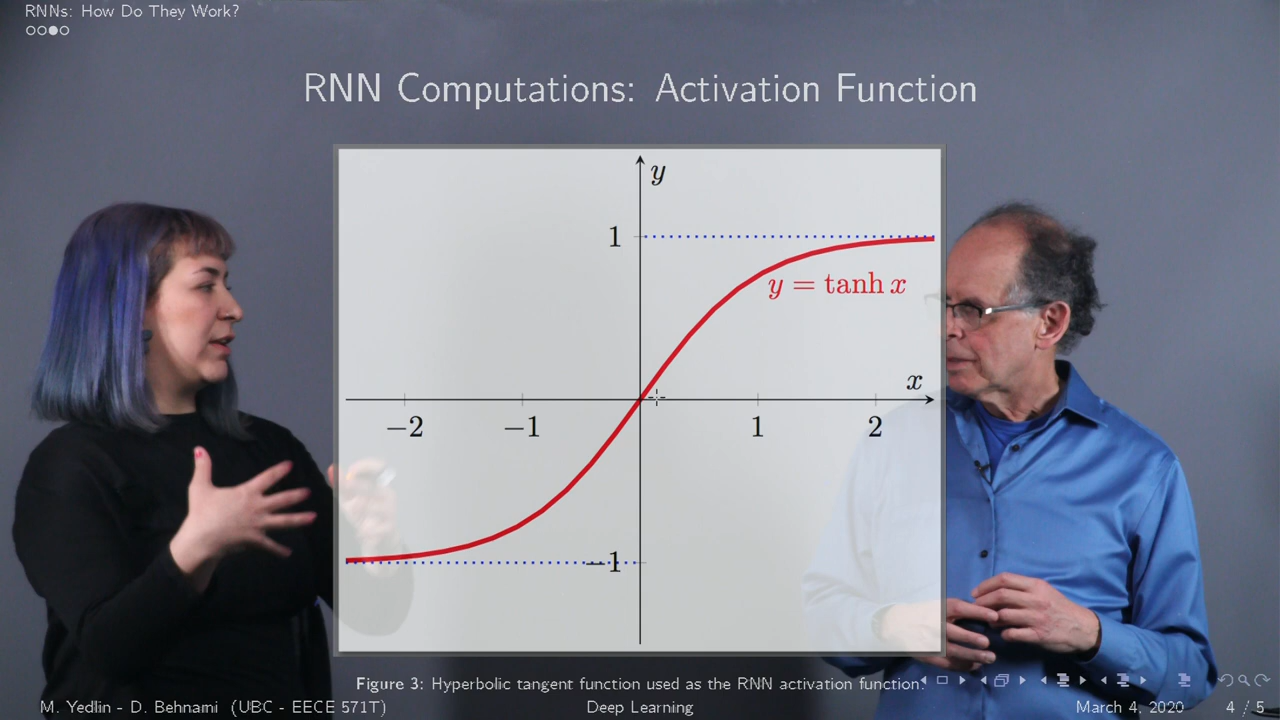 RNNs: How Do They Work?
RNN Computations: Activation Function
y
1
y = tanh x
x
−2 −1 1 2
−1
Figure 3: Hyperbolic tangent function used as the RNN activation function.
M. Yedlin - D. Behnami (UBC - EECE 571T) Deep Learning March 4, 2020 4 / 5